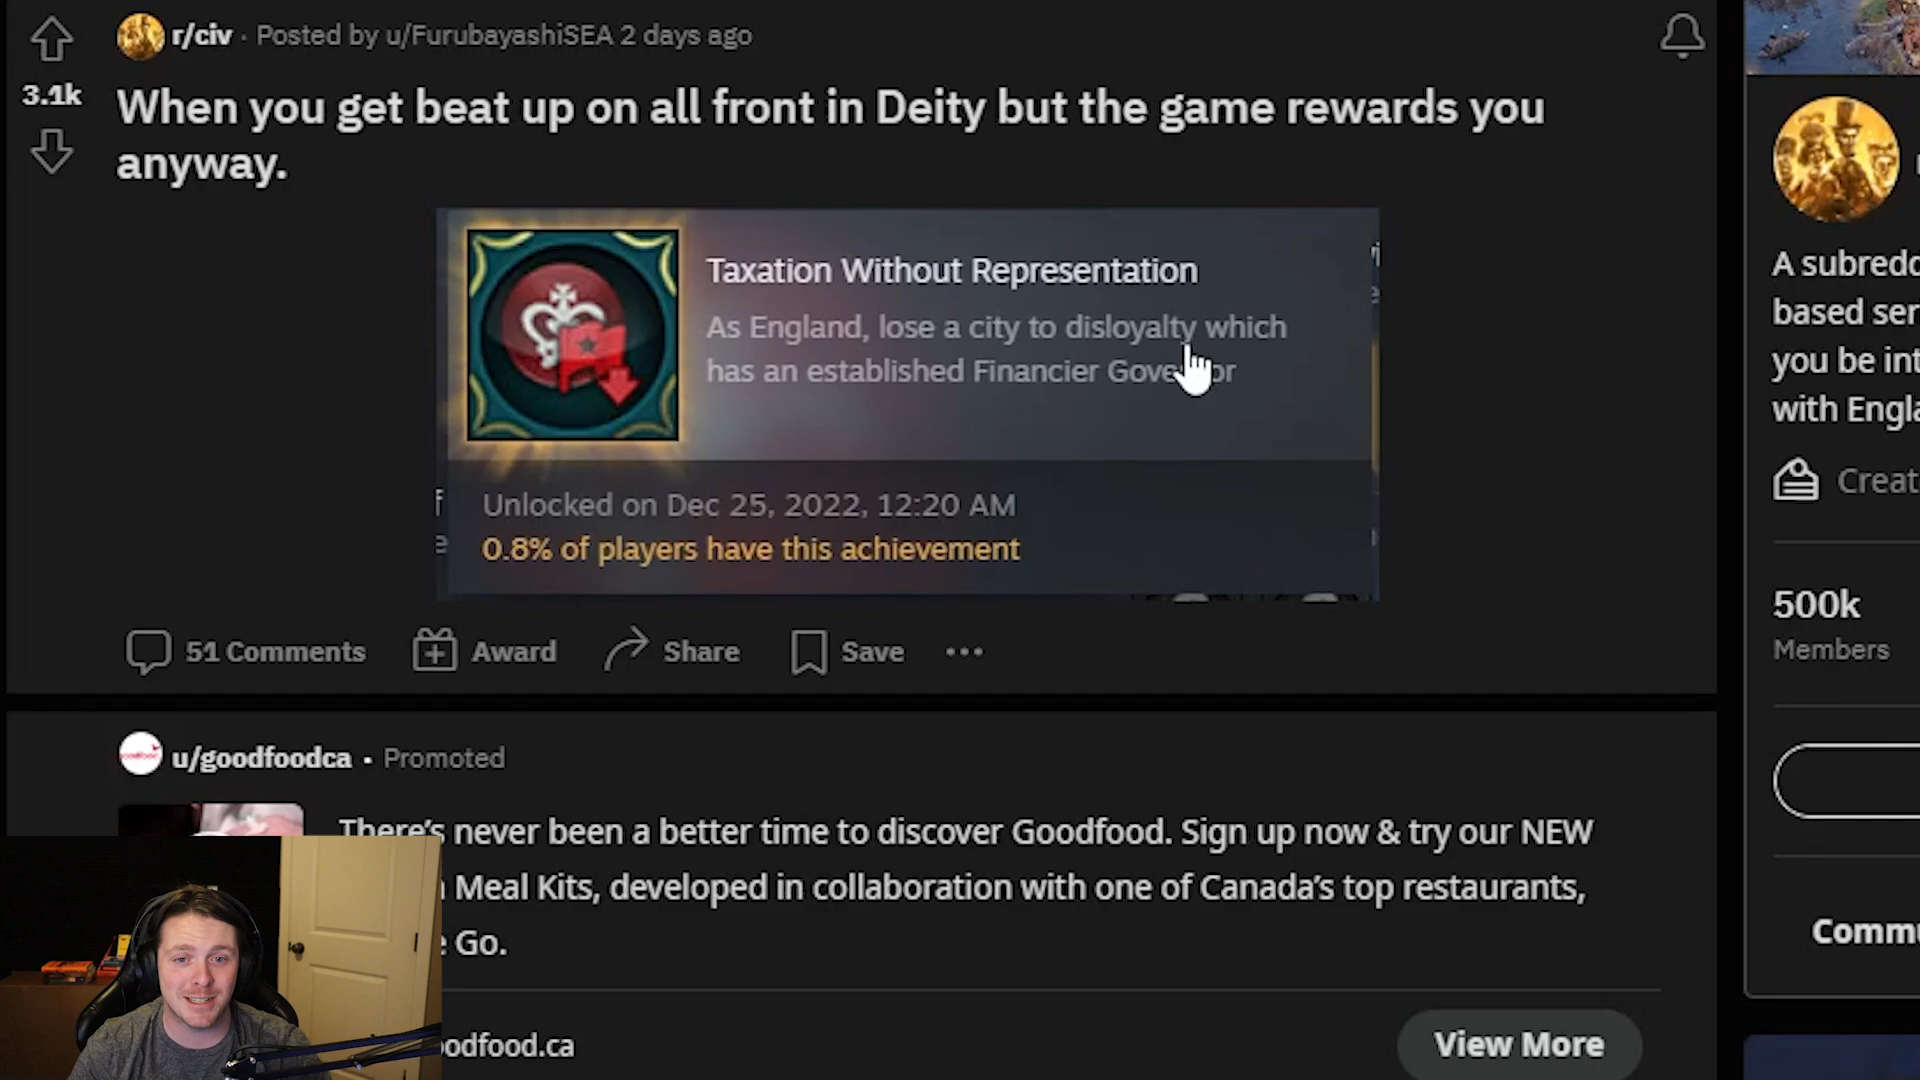 r/civ · Posted by u/FurubayashiSEA 2 days ago
3.1k
When you get beat up on all front in Deity but the game rewards you
anyway.
Taxation Without Representation
As England, lose a city to disloyalty which
has an established Financier
Unlocked on Dec 25, 2022, 12:20 AM
0.8% of players have this achievement
51 Comments
Award
Share
Save
u/goodfoodca • Promoted
There's never been a better time to discover Goodfood. Sign up now & try our NEW
Meal Kits, developed in collaboration with one of Canada's top restaurants,
Go.
oodfood.ca
View More
A subredd
based ser
you be int
with Engla
Creat
500k
Members
Commu